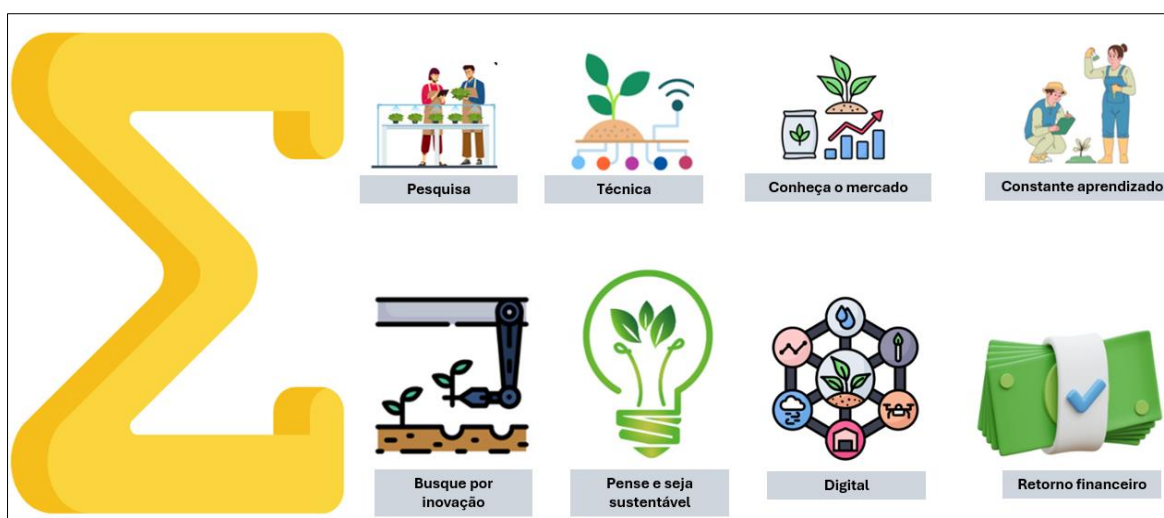 Pesquisa
Técnica
Conheça o mercado
Constante aprendizado
Busque por
inovação
Pense e seja
sustentável
Digital
Retorno financeiro